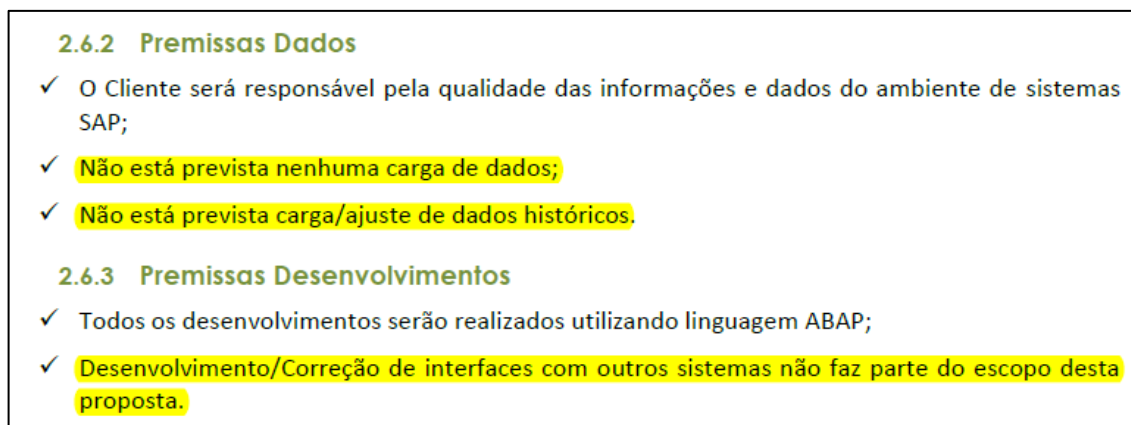 2.6.2 Premissas Dados
✓ O Cliente será responsável pela qualidade das informações e dados do ambiente de sistemas
SAP;
✓ Não está prevista nenhuma carga de dados;
✓ Não está prevista carga/ajuste de dados históricos.
2.6.3 Premissas Desenvolvimentos
✓ Todos os desenvolvimentos serão realizados utilizando linguagem ABAP;
✓ Desenvolvimento/Correção de interfaces com outros sistemas não faz parte do escopo desta
proposta.